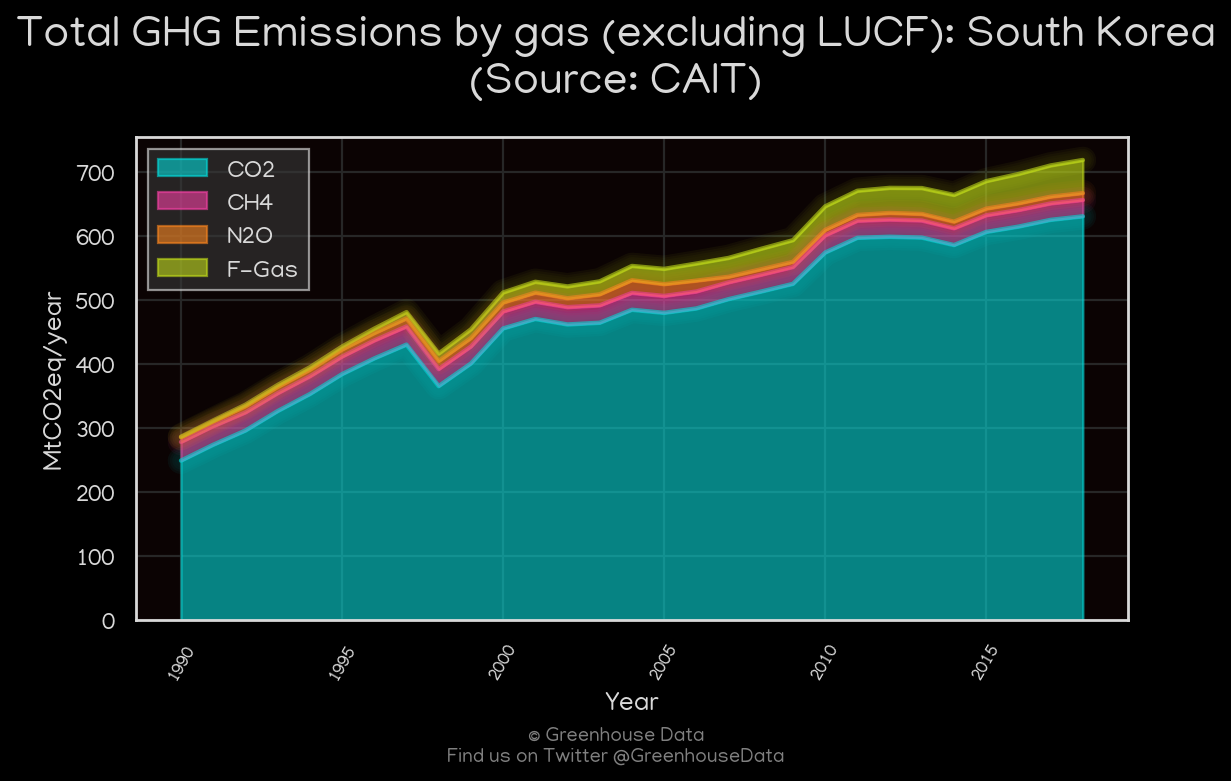 Total GHG Emissions by gas (excluding LUCF): South Korea
(Source: CAIT)
CO2
CH4
N2O
F-Gas
MtCO2eq/year
700
600
500
400
300
200
100
0
1990
1995
2000
2005
2010
2015
Year
© Greenhouse Data
Find us on Twitter @GreenhouseData